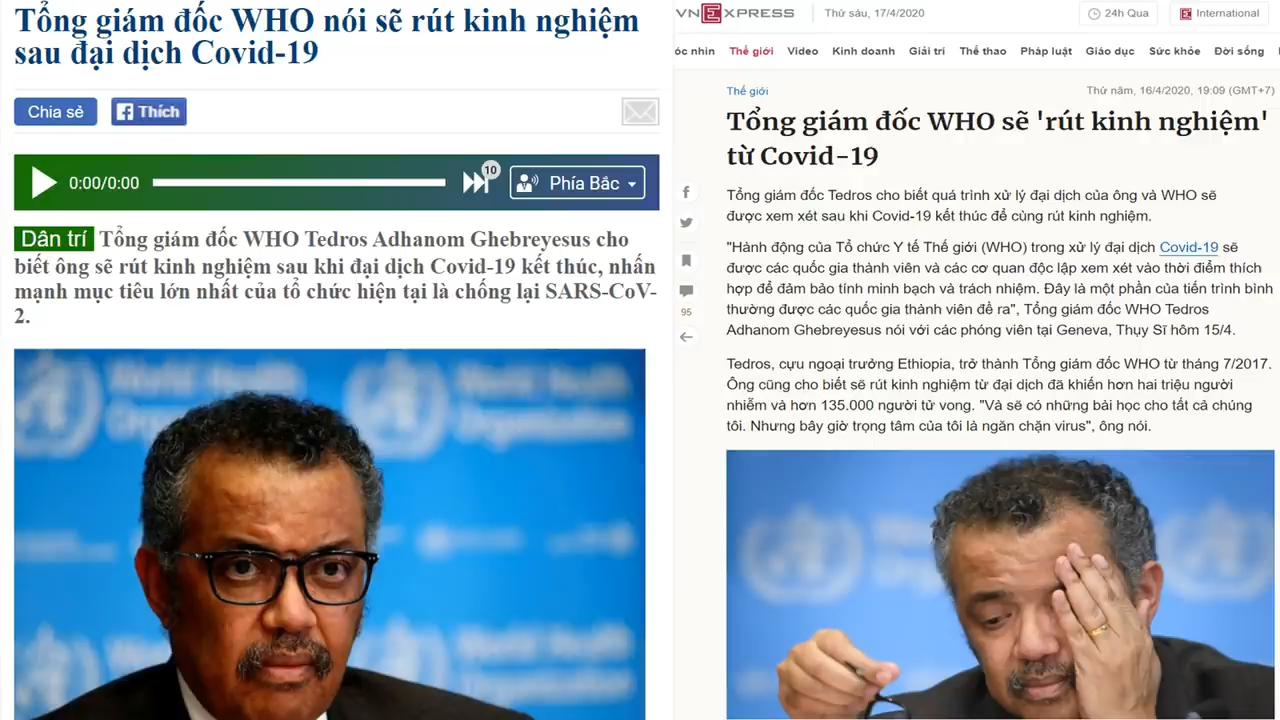 Tổng giám đốc WHO nói sẽ rút kinh nghiệm
sau đại dịch Covid-19
Chia sẻ
Thích
0:00/0:00
10
Phía Bắc
Dân trí Tổng giám đốc WHO Tedros Adhanom Ghebreyesus cho
biết ông sẽ rút kinh nghiệm sau khi đại dịch Covid-19 kết thúc, nhấn
mạnh mục tiêu lớn nhất của tổ chức hiện tại là chống lại SARS-CoV-
2.
World Health
Organization
VNEXPRESS
Thứ sáu, 17/4/2020
24h Qua
International
óc nhìn Thế giới Video Kinh doanh Giải trí Thể thao Pháp luật Giáo dục Sức khỏe Đời sống
Thế giới
Thứ năm, 16/4/2020, 19:09 (GMT+7)
Tổng giám đốc WHO sẽ 'rút kinh nghiệm'
từ Covid-19
Tổng giám đốc Tedros cho biết quá trình xử lý đại dịch của ông và WHO sẽ
được xem xét sau khi Covid-19 kết thúc để cùng rút kinh nghiệm.
"Hành động của Tổ chức Y tế Thế giới (WHO) trong xử lý đại dịch Covid-19 sẽ
được các quốc gia thành viên và các cơ quan độc lập xem xét vào thời điểm thích
hợp để đảm bảo tính minh bạch và trách nhiệm. Đây là một phần của tiến trình bình
thường được các quốc gia thành viên đề ra", Tổng giám đốc WHO Tedros
Adhanom Ghebreyesus nói với các phóng viên tại Geneva, Thụy Sĩ hôm 15/4.
95
Tedros, cựu ngoại trưởng Ethiopia, trở thành Tổng giám đốc WHO từ tháng 7/2017.
Ông cũng cho biết sẽ rút kinh nghiệm từ đại dịch đã khiến hơn hai triệu người
nhiễm và hơn 135.000 người tử vong. "Và sẽ có những bài học cho tất cả chúng
tôi. Nhưng bây giờ trọng tâm của tôi là ngăn chặn virus", ông nói.